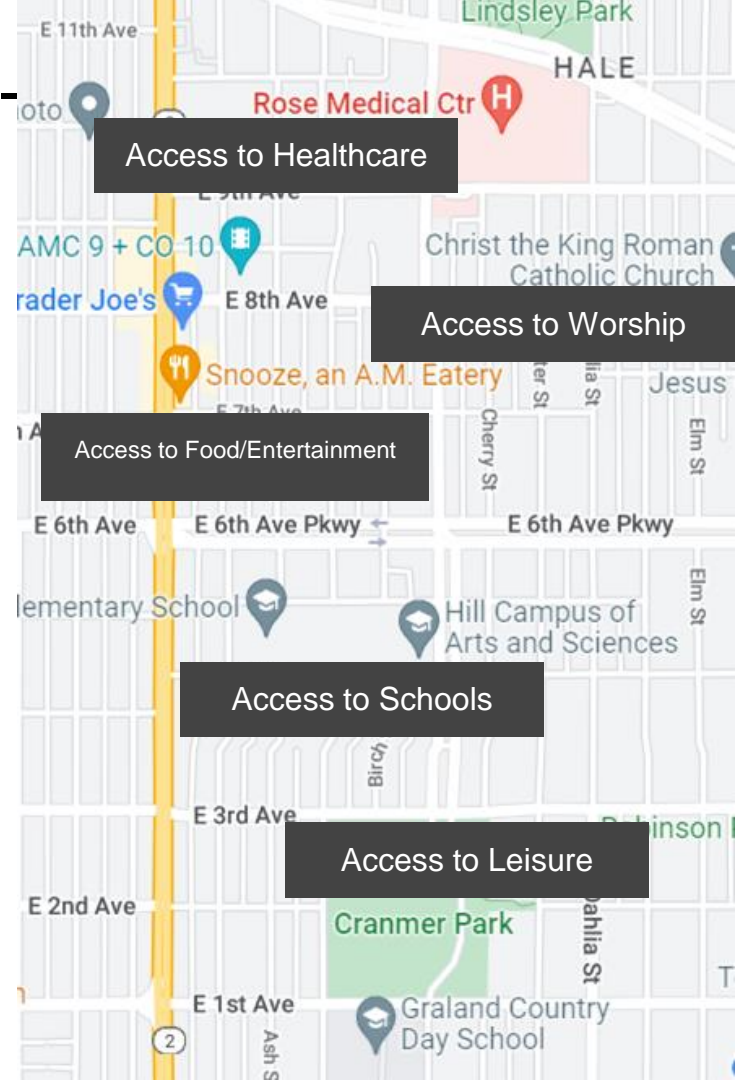 Lindsley Park
E 11th Ave
HALE
Rose Medical Ctr
H
Access to Healthcare
AMC 9 + CO 10
Christ the King Roman
Catholic Church
E 8th Ave
Access to Worship
Snooze, an A.M. Eatery
Jesus
E 7th Ave
Cherry St
Elm St
Access to Food/Entertainment
E 6th Ave
E 6th Ave Pkwy
E 6th Ave Pkwy
Elm St
School
Hill Campus of
Arts and Sciences
Access to Schools
Birch
E 3rd Ave
Access to Leisure
E 2nd Ave
Cranmer Park
Dahlia St
E 1st Ave
Graland Country
Day School
2
Ash